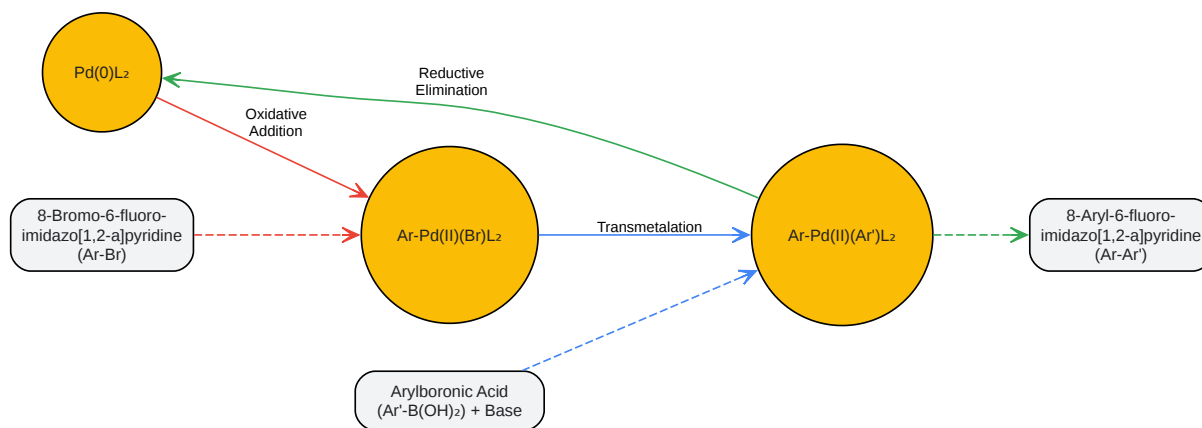 Pd(0)L₂
Reductive
Elimination
Oxidative
Addition
8-Bromo-6-fluoro-
imidazo[1,2-a]pyridine
(Ar-Br)
Ar-Pd(II)(Br)L₂
Transmetalation
Ar-Pd(II)(Ar')L₂
8-Aryl-6-fluoro-
imidazo[1,2-a]pyridine
(Ar-Ar')
Arylboronic Acid
(Ar'-B(OH)₂) + Base